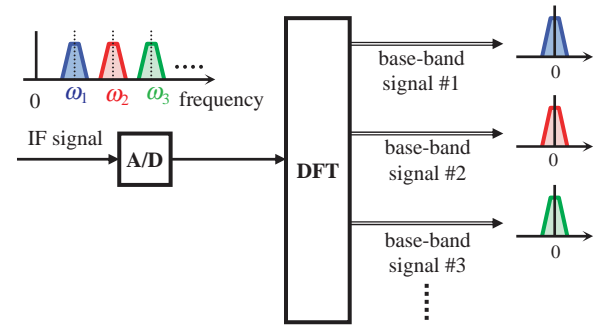 0
ω1 ω2 ω3
frequency
IF signal
A/D
DFT
base-band
signal #1
0
base-band
signal #2
0
base-band
signal #3
0